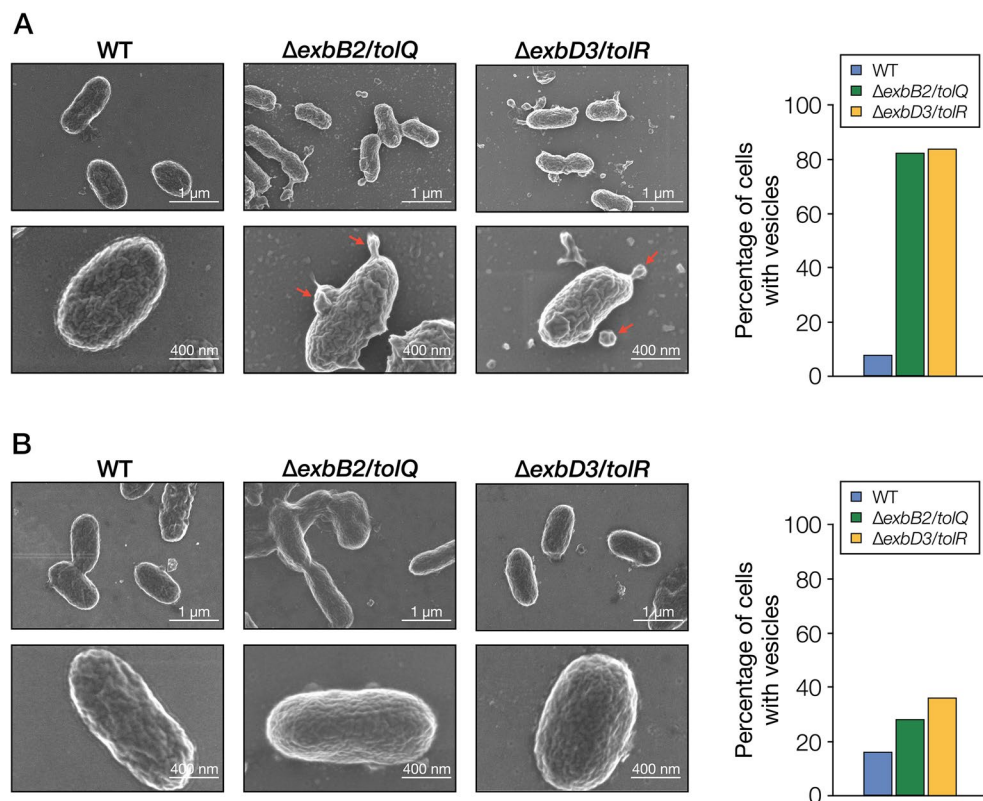 A
WT
ΔexbB2/tolQ
ΔexbD3/tolR
1 µm
1 µm
1 µm
400 nm
400 nm
400 nm
WT
ΔexbB2/tolQ
ΔexbD3/tolR
Percentage of cells
with vesicles
100
80
60
40
20
0
B
WT
ΔexbB2/tolQ
ΔexbD3/tolR
1 µm
1 µm
1 µm
400 nm
400 nm
400 nm
WT
ΔexbB2/tolQ
ΔexbD3/tolR
Percentage of cells
with vesicles
100
80
60
40
20
0